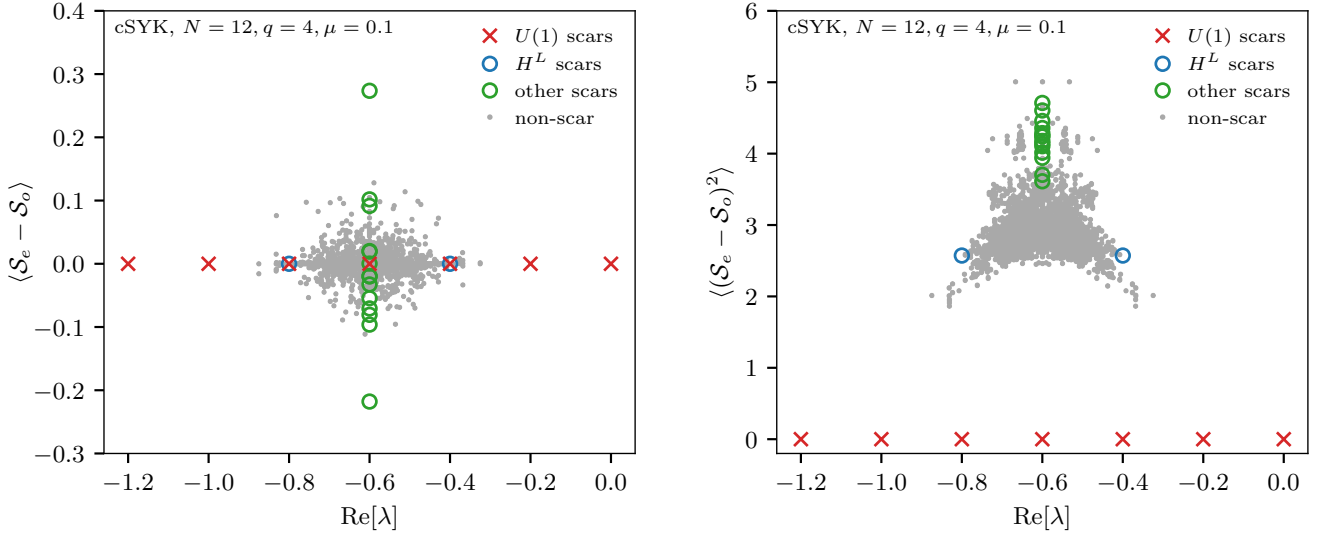 cSYK, N = 12, q = 4, μ = 0.1
U(1) scars
H^L scars
other scars
non-scar
0.4
0.3
0.2
0.1
0.0
−0.1
−0.2
−0.3
⟨𝒮_e − 𝒮_o⟩
−1.2 −1.0 −0.8 −0.6 −0.4 −0.2 0.0
Re[λ]
cSYK, N = 12, q = 4, μ = 0.1
U(1) scars
H^L scars
other scars
non-scar
6
5
4
3
2
1
0
⟨(𝒮_e − 𝒮_o)^2⟩
−1.2 −1.0 −0.8 −0.6 −0.4 −0.2 0.0
Re[λ]